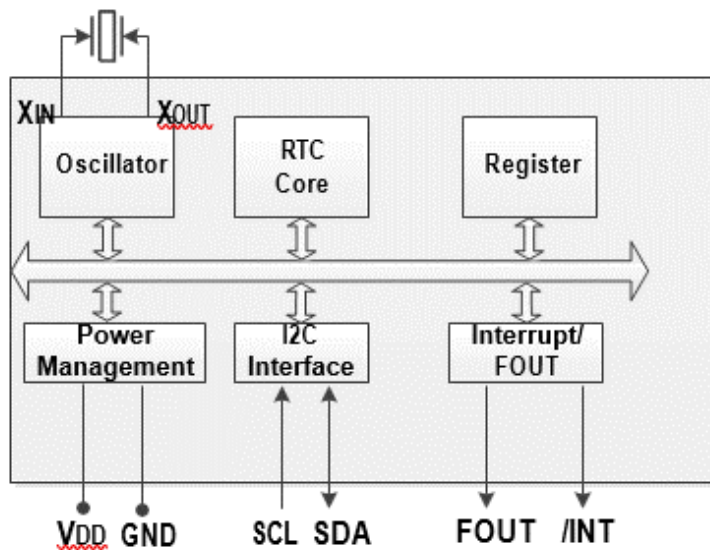 XIN XOUT
Oscillator
RTC
Core
Register
Power
Management
I2C
Interface
Interrupt/
FOUT
VDD GND SCL SDA FOUT /INT